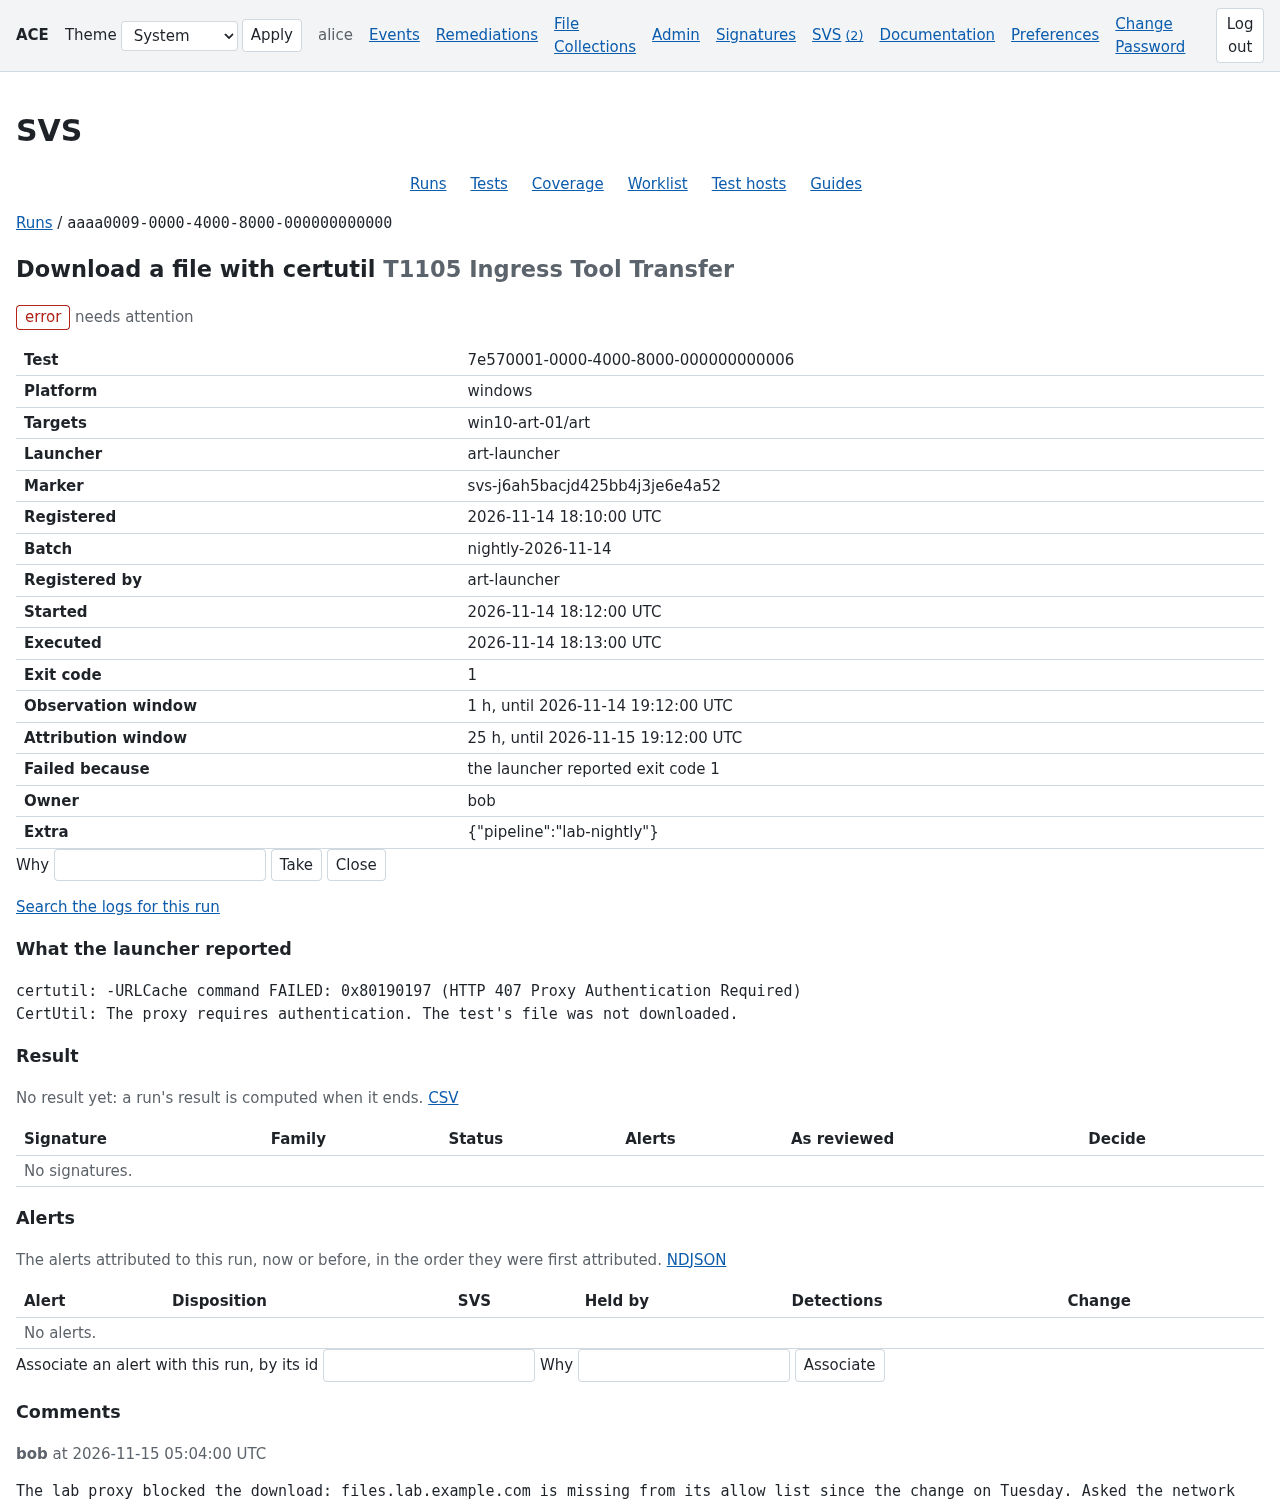 ACE Theme System Apply alice Events Remediations File Collections Admin Signatures SVS (2) Documentation Preferences Change Password Log out
SVS
Runs Tests Coverage Worklist Test hosts Guides
Runs / aaaa0009-0000-4000-8000-000000000000
Download a file with certutil T1105 Ingress Tool Transfer
error needs attention
Test 7e570001-0000-4000-8000-000000000006
Platform windows
Targets win10-art-01/art
Launcher art-launcher
Marker svs-j6ah5bacjd425bb4j3je6e4a52
Registered 2026-11-14 18:10:00 UTC
Batch nightly-2026-11-14
Registered by art-launcher
Started 2026-11-14 18:12:00 UTC
Executed 2026-11-14 18:13:00 UTC
Exit code 1
Observation window 1 h, until 2026-11-14 19:12:00 UTC
Attribution window 25 h, until 2026-11-15 19:12:00 UTC
Failed because the launcher reported exit code 1
Owner bob
Extra {"pipeline":"lab-nightly"}
Why Take Close
Search the logs for this run
What the launcher reported
certutil: -URLCache command FAILED: 0x80190197 (HTTP 407 Proxy Authentication Required)
CertUtil: The proxy requires authentication. The test's file was not downloaded.
Result
No result yet: a run's result is computed when it ends. CSV
Signature Family Status Alerts As reviewed Decide
No signatures.
Alerts
The alerts attributed to this run, now or before, in the order they were first attributed. NDJSON
Alert Disposition SVS Held by Detections Change
No alerts.
Associate an alert with this run, by its id Why Associate
Comments
bob at 2026-11-15 05:04:00 UTC
The lab proxy blocked the download: files.lab.example.com is missing from its allow list since the change on Tuesday. Asked the network